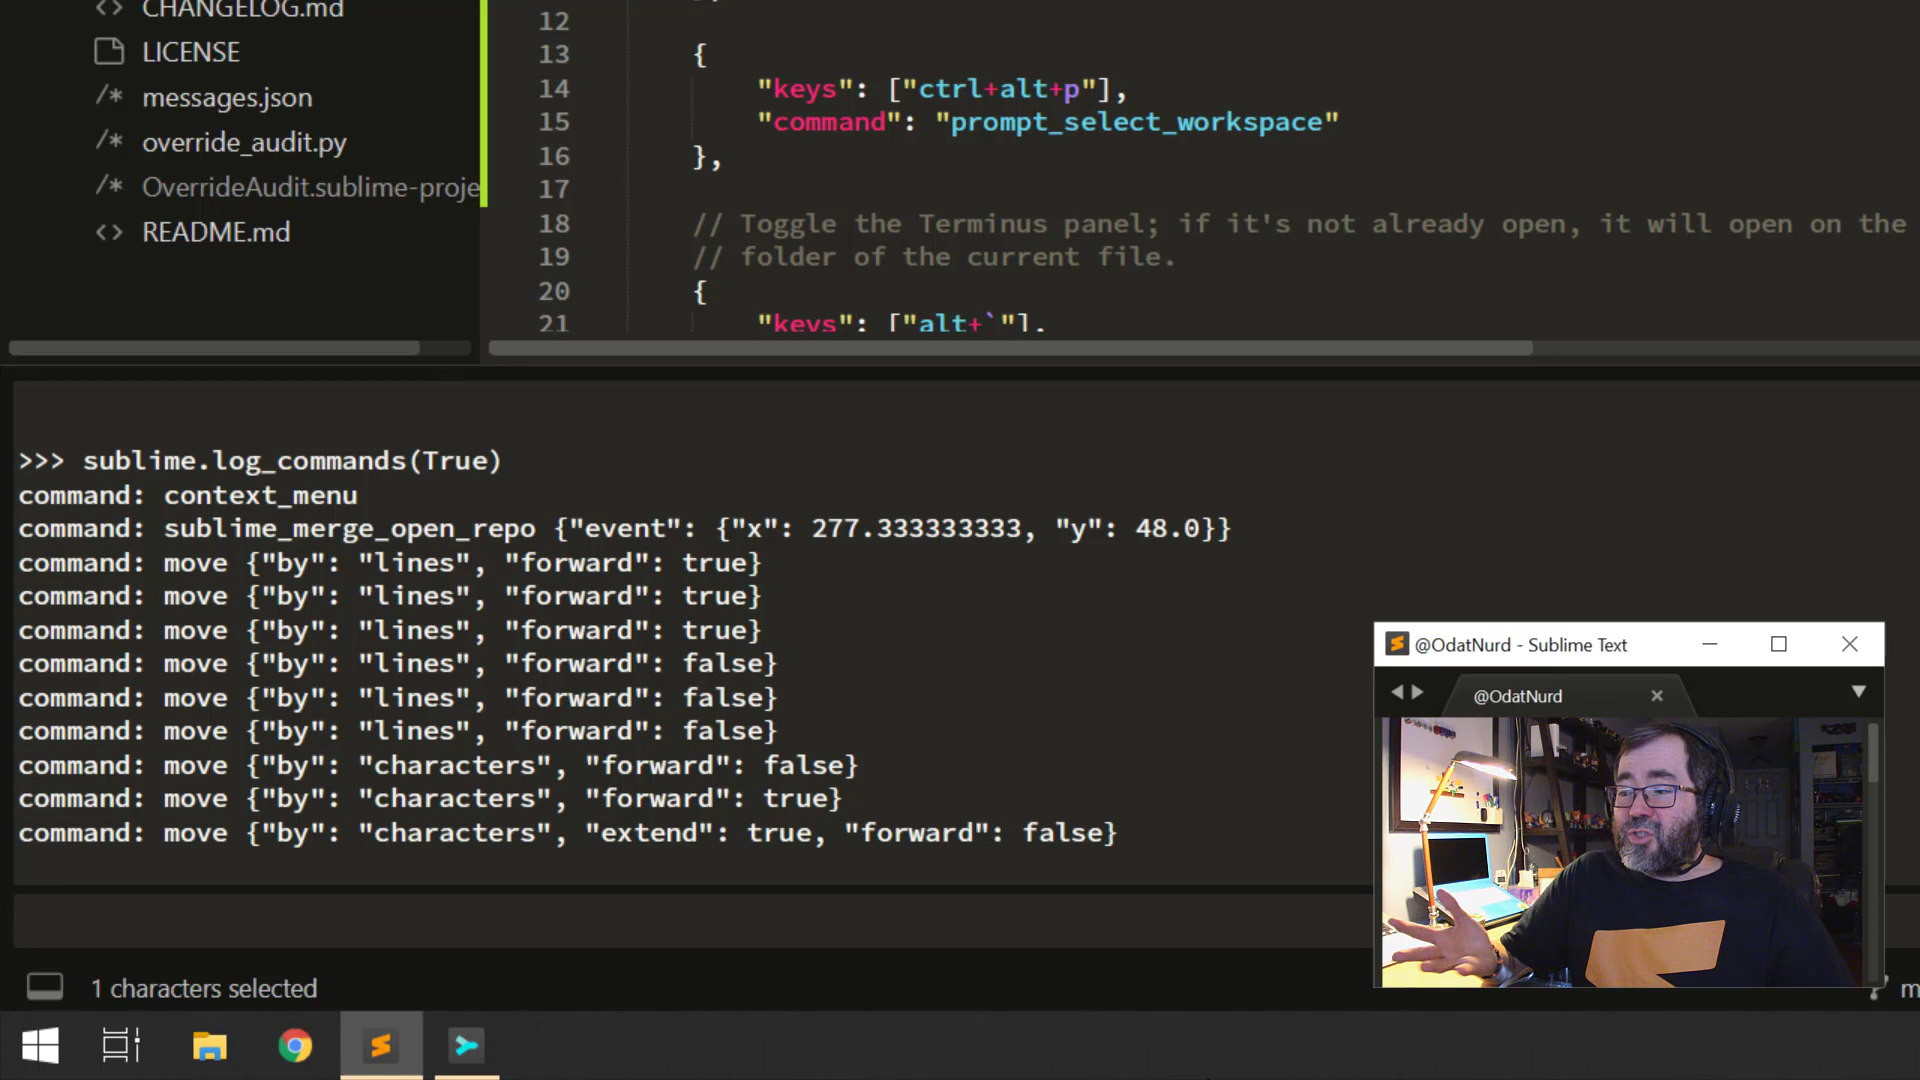 CHANGELOG.md
LICENSE
/* messages.json
/* override_audit.py
/* OverrideAudit.sublime-proje
README.md
12
13 {
14 "keys": ["ctrl+alt+p"],
15 "command": "prompt_select_workspace"
16 },
17
18 // Toggle the Terminus panel; if it's not already open, it will open on the
19 // folder of the current file.
20 {
21 "keys": ["alt+`"],
>>> sublime.log_commands(True)
command: context_menu
command: sublime_merge_open_repo {"event": {"x": 277.333333333, "y": 48.0}}
command: move {"by": "lines", "forward": true}
command: move {"by": "lines", "forward": true}
command: move {"by": "lines", "forward": true}
command: move {"by": "lines", "forward": false}
command: move {"by": "lines", "forward": false}
command: move {"by": "lines", "forward": false}
command: move {"by": "characters", "forward": false}
command: move {"by": "characters", "forward": true}
command: move {"by": "characters", "extend": true, "forward": false}
@OdatNurd - Sublime Text
@OdatNurd
1 characters selected